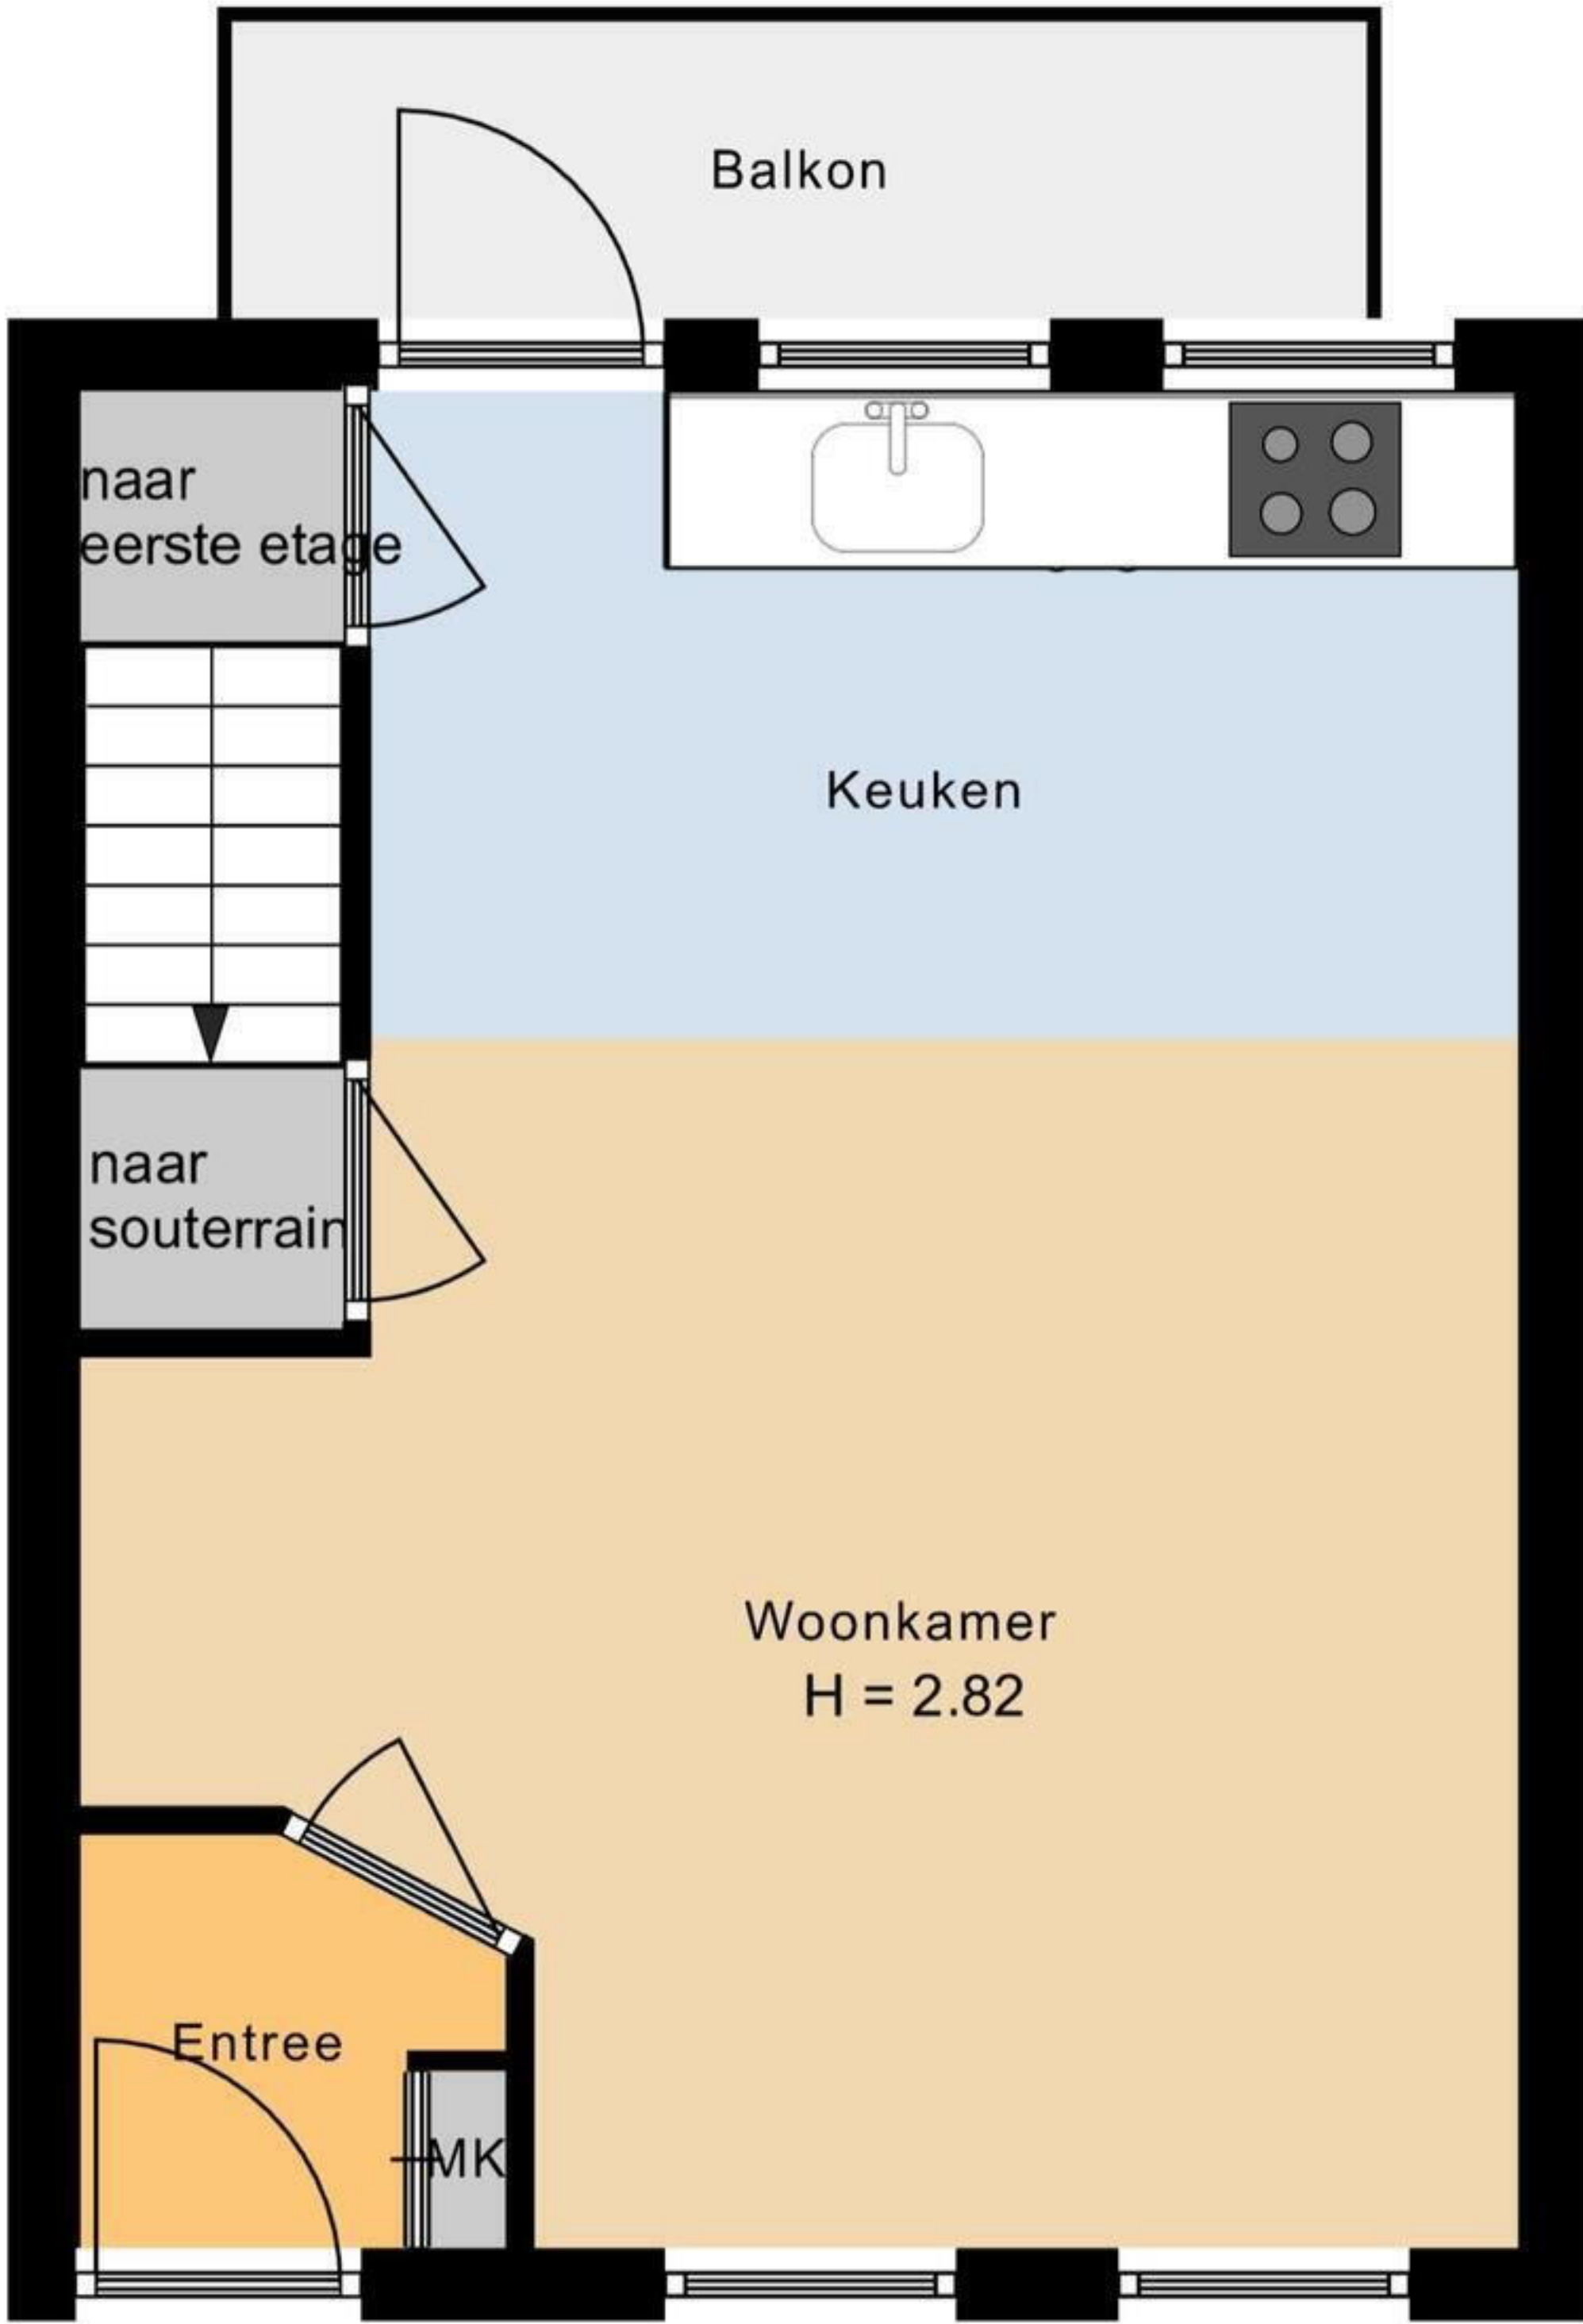 Balkon
naar
eerste etage
Keuken
naar
souterrain
Woonkamer
H = 2.82
Entree
MK